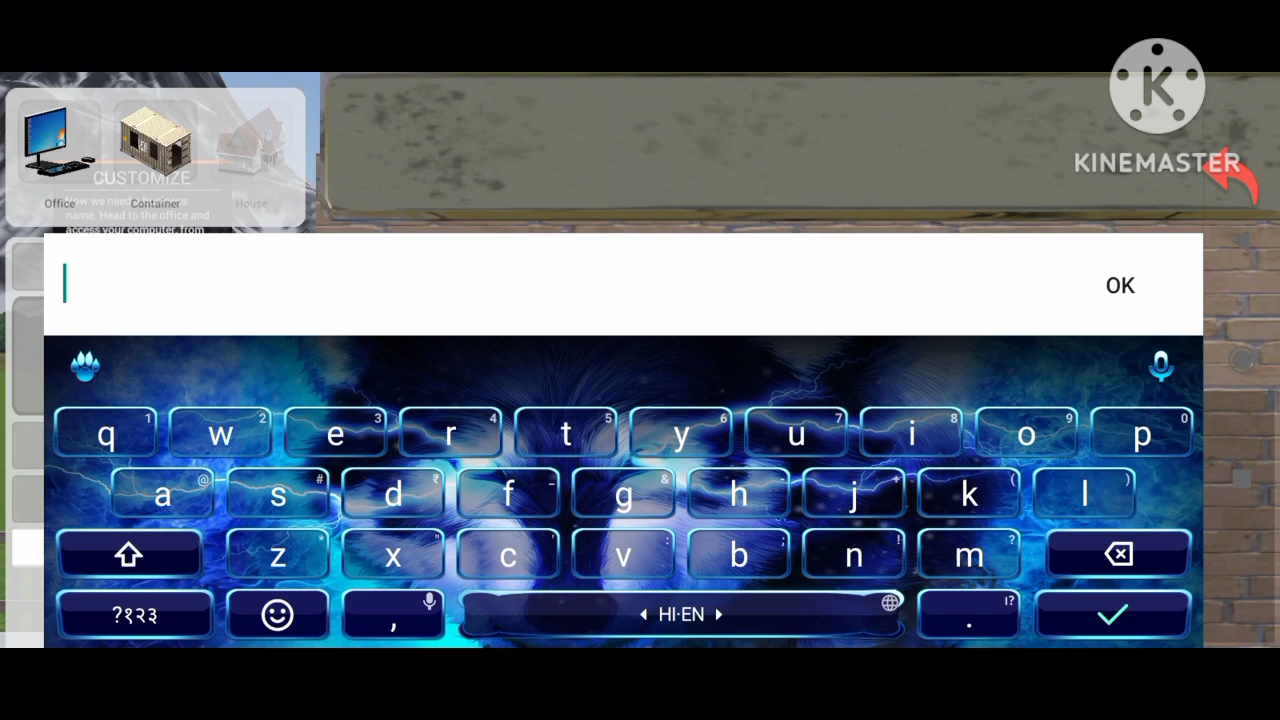 KINEMASTER
CUSTOMIZE
Office
Container
House
name. Head to the office and
access your computer, from
OK
q 1 w 2 e 3 r 4 t 5 y 6 u 7 i 8 o 9 p 0
a @ s # d ₹ f _ g & h - j + k ( l )
z * x " c ' v : b ; n ! m ?
?१२३ , HI·EN . !?